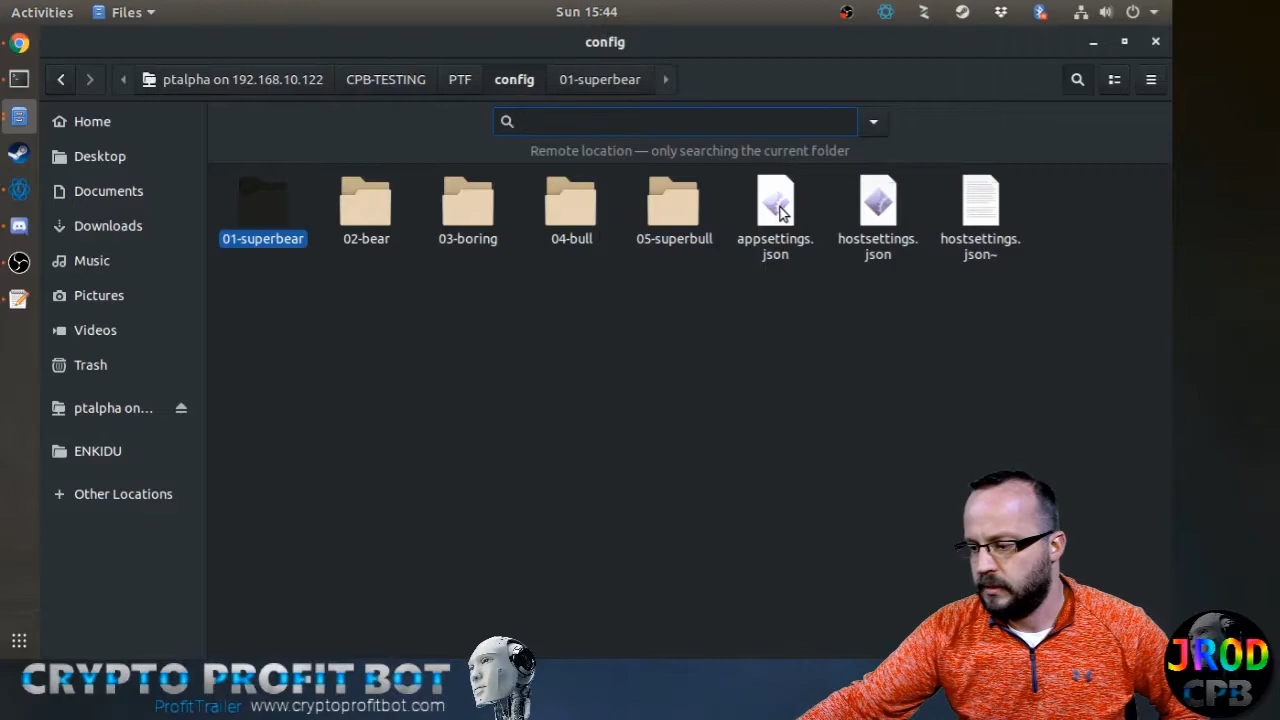 Activities
Files
Sun 15:44
config
ptalpha on 192.168.10.122
CPB-TESTING
PTF
config
01-superbear
Home
Desktop
Documents
Downloads
Music
Pictures
Videos
Trash
ptalpha on...
ENKIDU
+ Other Locations
Remote location — only searching the current folder
01-superbear
02-bear
03-boring
04-bull
05-superbull
appsettings.
json
hostsettings.
json
hostsettings.
json~
CRYPTO PROFIT BOT
ProfitTrailer www.cryptoprofitbot.com
JROD
CPB